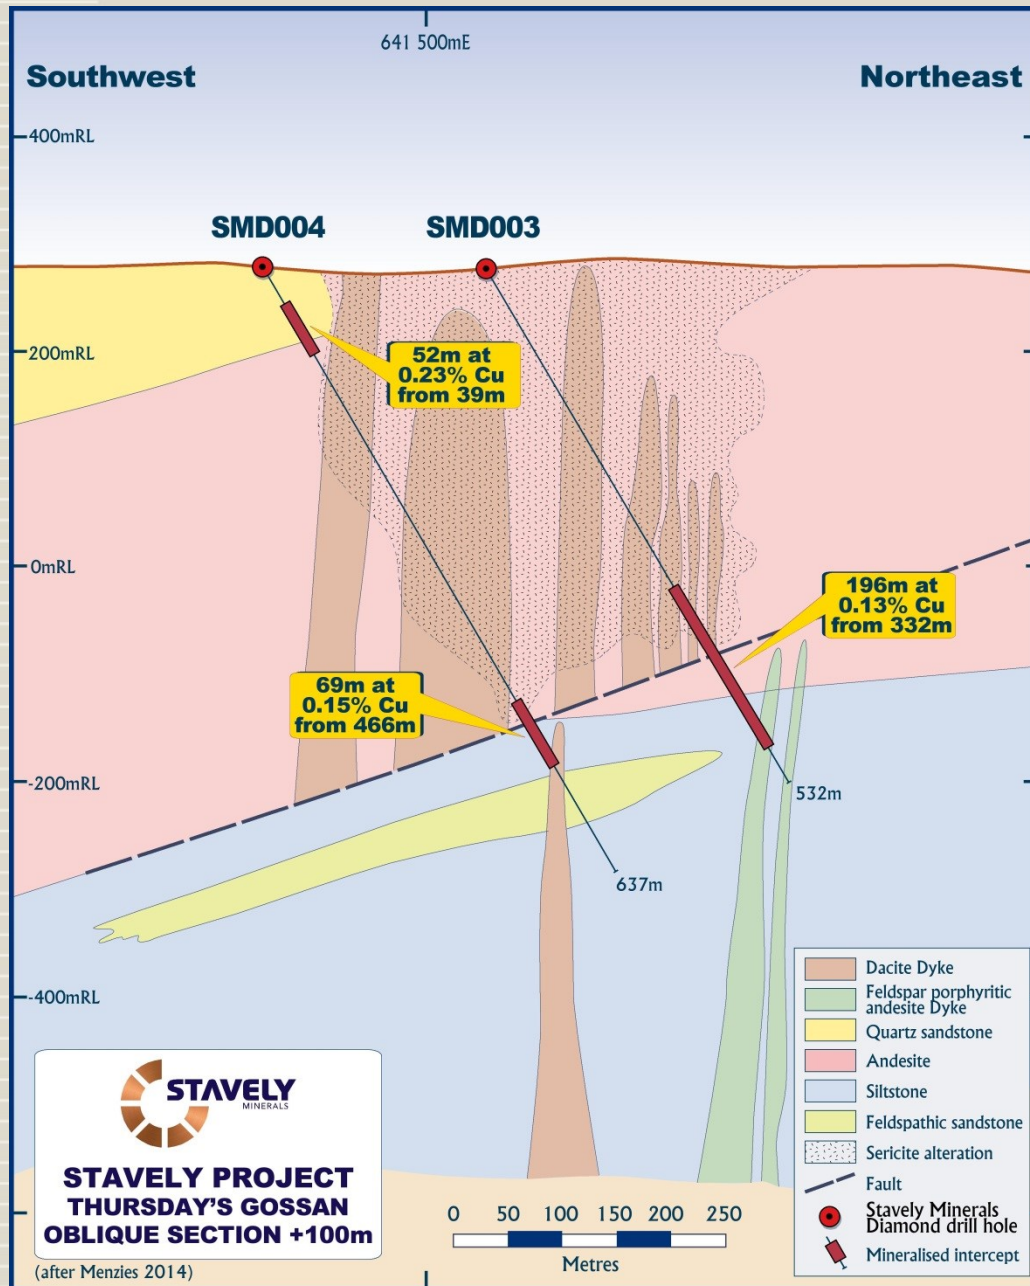 641 500mE
Southwest
Northeast
400mRL
SMD004
SMD003
200mRL
52m at
0.23% Cu
from 39m
0mRL
196m at
0.13% Cu
from 332m
69m at
0.15% Cu
from 466m
-200mRL
532m
637m
-400mRL
Dacite Dyke
Feldspar porphyritic
andesite Dyke
Quartz sandstone
Andesite
Siltstone
Feldspathic sandstone
Sericite alteration
Fault
Stavely Minerals
Diamond drill hole
Mineralised intercept
STAVELY
MINERALS
STAVELY PROJECT
THURSDAY'S GOSSAN
OBLIQUE SECTION +100m
(after Menzies 2014)
0 50 100 150 200 250
Metres